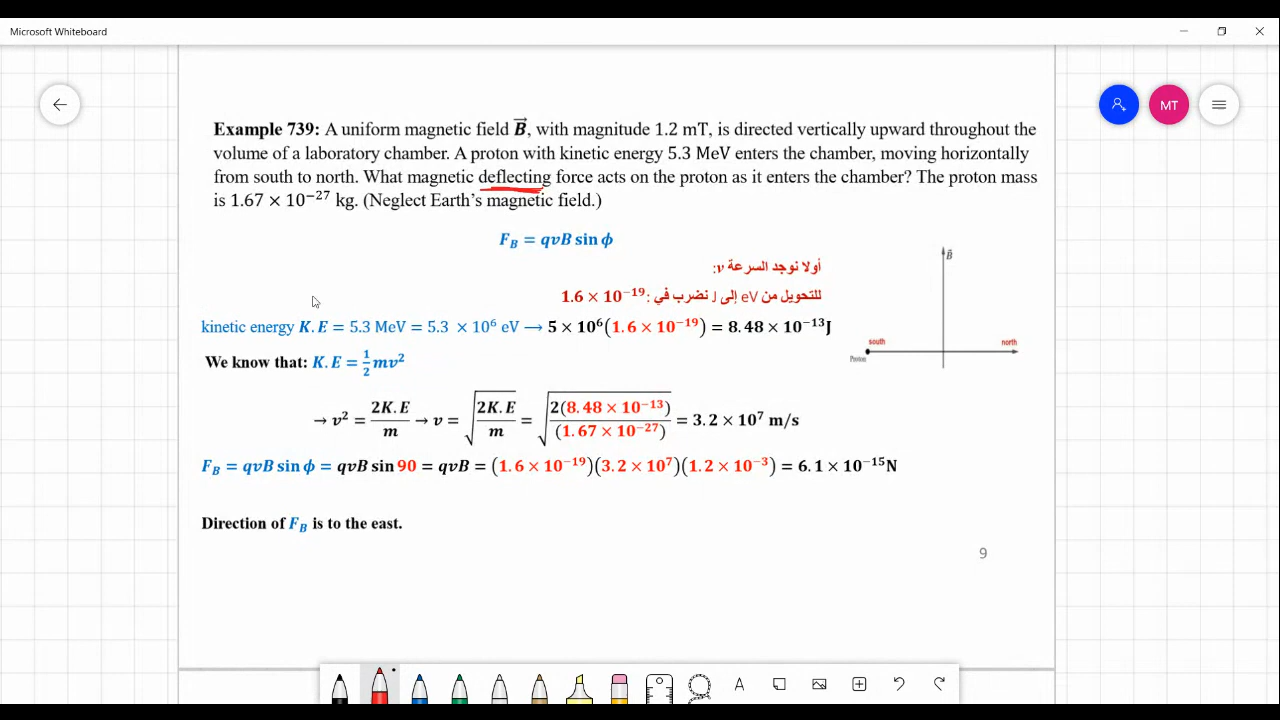 Microsoft Whiteboard
MT
Example 739: A uniform magnetic field B⃗, with magnitude 1.2 mT, is directed vertically upward throughout the
volume of a laboratory chamber. A proton with kinetic energy 5.3 MeV enters the chamber, moving horizontally
from south to north. What magnetic deflecting force acts on the proton as it enters the chamber? The proton mass
is 1.67 × 10⁻²⁷ kg. (Neglect Earth's magnetic field.)
F_B = qvB sin ϕ
أولا نوجد السرعة v:
للتحويل من eV إلى J نضرب في: 1.6 × 10⁻¹⁹
kinetic energy K.E = 5.3 MeV = 5.3 × 10⁶ eV → 5 × 10⁶(1.6 × 10⁻¹⁹) = 8.48 × 10⁻¹³J
We know that: K.E = 1/2 mv²
→ v² = 2K.E/m → v = √(2K.E/m) = √(2(8.48 × 10⁻¹³)/(1.67 × 10⁻²⁷)) = 3.2 × 10⁷ m/s
F_B = qvB sin ϕ = qvB sin 90 = qvB = (1.6 × 10⁻¹⁹)(3.2 × 10⁷)(1.2 × 10⁻³) = 6.1 × 10⁻¹⁵N
Direction of F_B is to the east.
B⃗
south
north
Proton
9
A